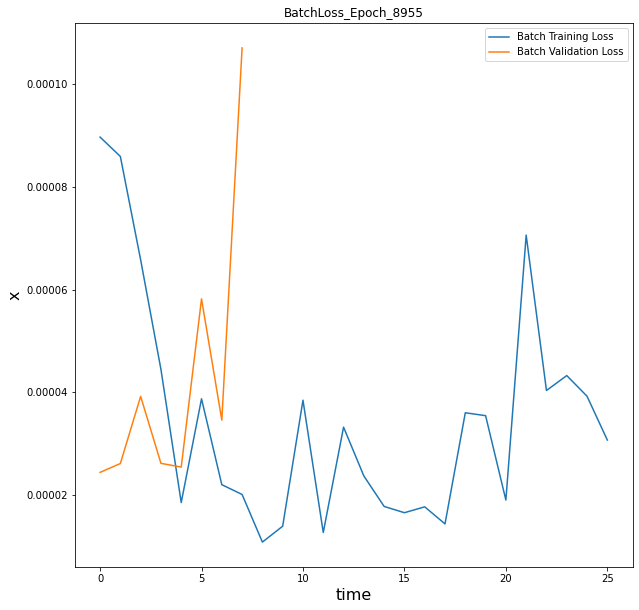 BatchLoss_Epoch_8955
Batch Training Loss
Batch Validation Loss
0.00010
0.00008
0.00006
0.00004
0.00002
x
0
5
10
15
20
25
time